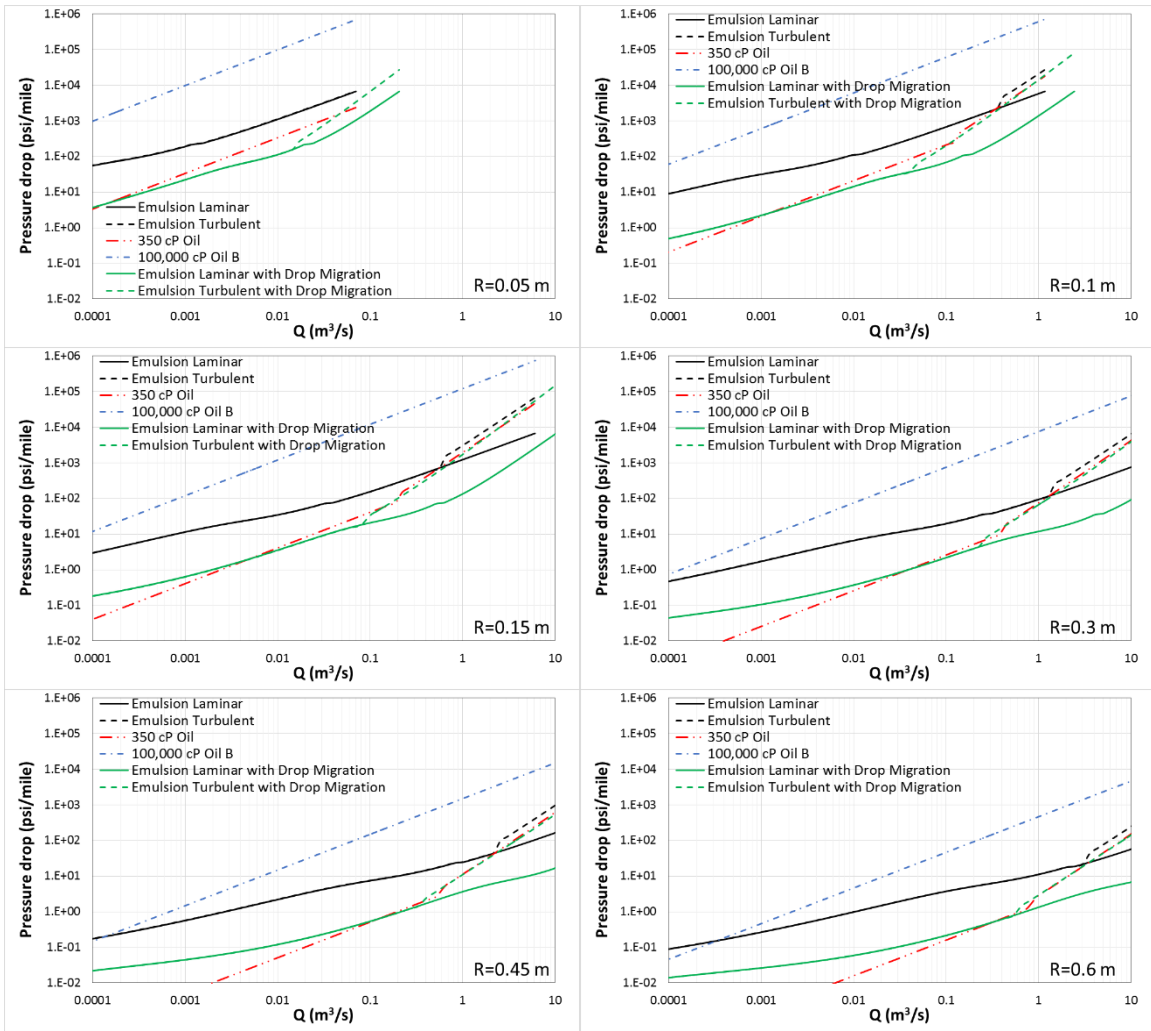 1.E+06
1.E+05
1.E+04
1.E+03
1.E+02
1.E+01
1.E+00
1.E-01
1.E-02
Pressure drop (psi/mile)
Emulsion Laminar
Emulsion Turbulent
350 cP Oil
100,000 cP Oil B
Emulsion Laminar with Drop Migration
Emulsion Turbulent with Drop Migration
R=0.05 m
0.0001 0.001 0.01 0.1 1 10
Q (m³/s)
1.E+06
1.E+05
1.E+04
1.E+03
1.E+02
1.E+01
1.E+00
1.E-01
1.E-02
Pressure drop (psi/mile)
Emulsion Laminar
Emulsion Turbulent
350 cP Oil
100,000 cP Oil B
Emulsion Laminar with Drop Migration
Emulsion Turbulent with Drop Migration
R=0.1 m
0.0001 0.001 0.01 0.1 1 10
Q (m³/s)
1.E+06
1.E+05
1.E+04
1.E+03
1.E+02
1.E+01
1.E+00
1.E-01
1.E-02
Pressure drop (psi/mile)
Emulsion Laminar
Emulsion Turbulent
350 cP Oil
100,000 cP Oil B
Emulsion Laminar with Drop Migration
Emulsion Turbulent with Drop Migration
R=0.15 m
0.0001 0.001 0.01 0.1 1 10
Q (m³/s)
1.E+06
1.E+05
1.E+04
1.E+03
1.E+02
1.E+01
1.E+00
1.E-01
1.E-02
Pressure drop (psi/mile)
Emulsion Laminar
Emulsion Turbulent
350 cP Oil
100,000 cP Oil B
Emulsion Laminar with Drop Migration
Emulsion Turbulent with Drop Migration
R=0.3 m
0.0001 0.001 0.01 0.1 1 10
Q (m³/s)
1.E+06
1.E+05
1.E+04
1.E+03
1.E+02
1.E+01
1.E+00
1.E-01
1.E-02
Pressure drop (psi/mile)
Emulsion Laminar
Emulsion Turbulent
350 cP Oil
100,000 cP Oil B
Emulsion Laminar with Drop Migration
Emulsion Turbulent with Drop Migration
R=0.45 m
0.0001 0.001 0.01 0.1 1 10
Q (m³/s)
1.E+06
1.E+05
1.E+04
1.E+03
1.E+02
1.E+01
1.E+00
1.E-01
1.E-02
Pressure drop (psi/mile)
Emulsion Laminar
Emulsion Turbulent
350 cP Oil
100,000 cP Oil B
Emulsion Laminar with Drop Migration
Emulsion Turbulent with Drop Migration
R=0.6 m
0.0001 0.001 0.01 0.1 1 10
Q (m³/s)